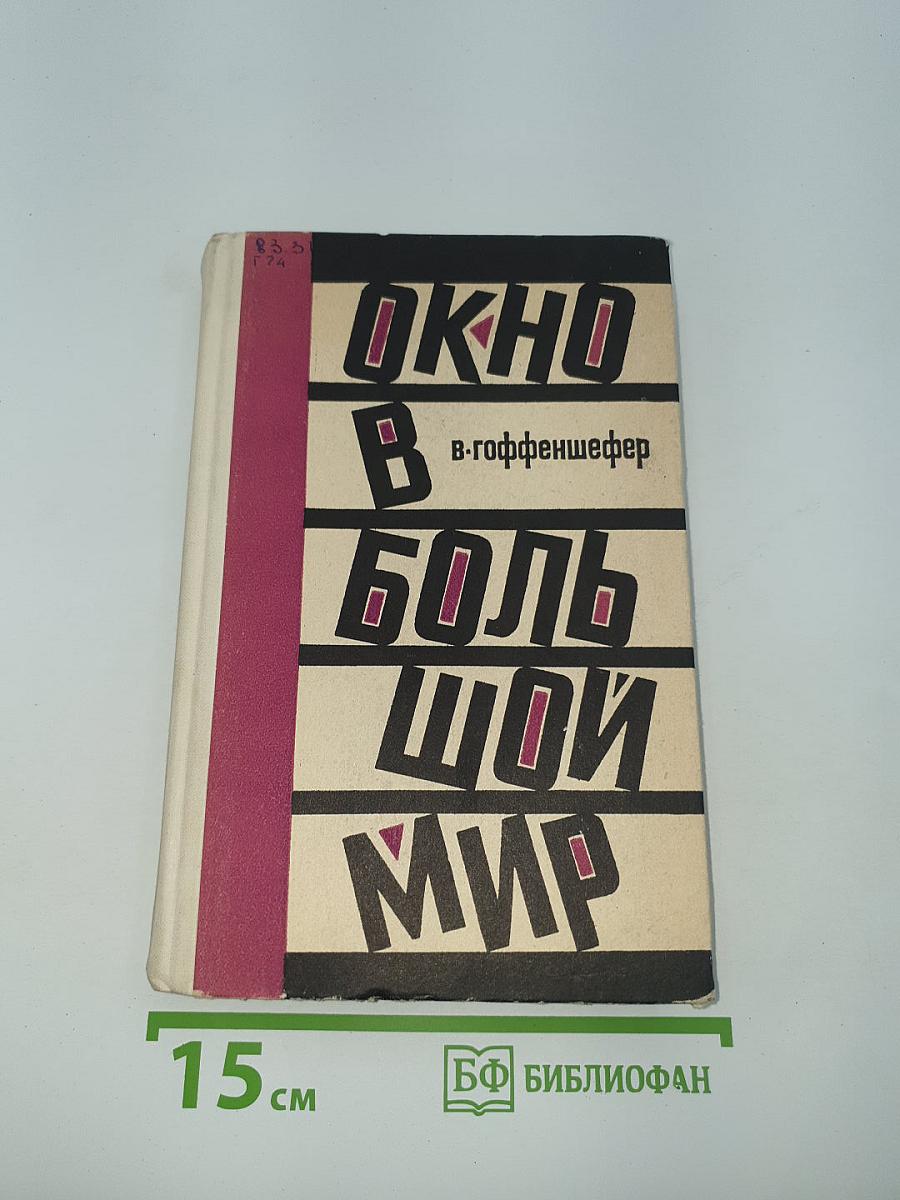 83.3
Г74
ОКНО
В
В·ГОФФЕНШЕФЕР
БОЛЬ
ШОЙ
МИР
15 см
БФ БИБЛИОФАН